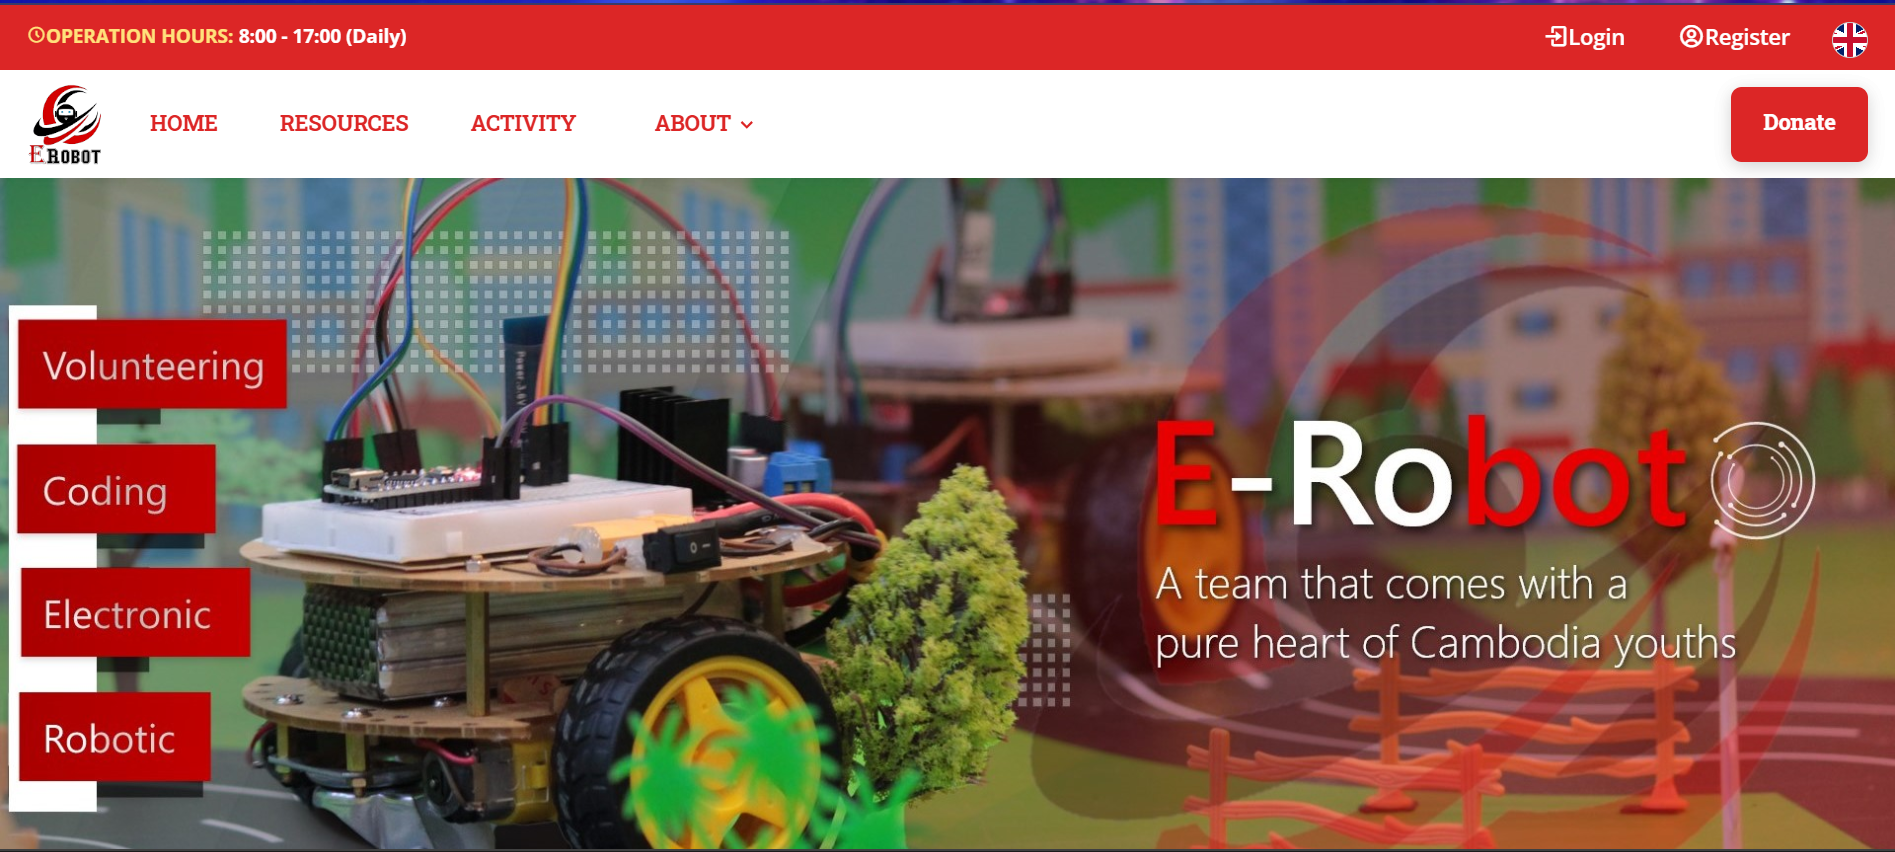 OPERATION HOURS: 8:00 - 17:00 (Daily)
Login
Register
E ROBOT
HOME
RESOURCES
ACTIVITY
ABOUT
Donate
Volunteering
Coding
Electronic
Robotic
E-Robot
A team that comes with a
pure heart of Cambodia youths